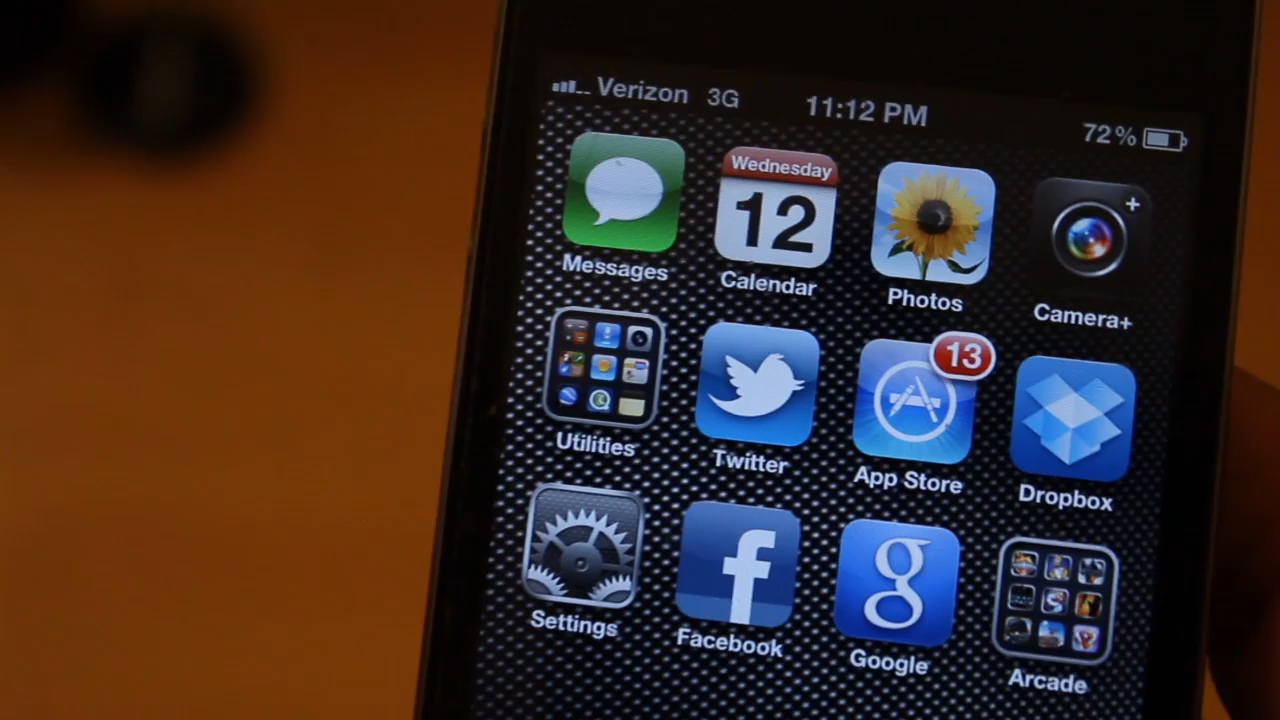 Verizon 3G 11:12 PM 72%
Wednesday
12
Messages Calendar Photos Camera+
13
Utilities Twitter App Store Dropbox
f g
Settings Facebook Google Arcade